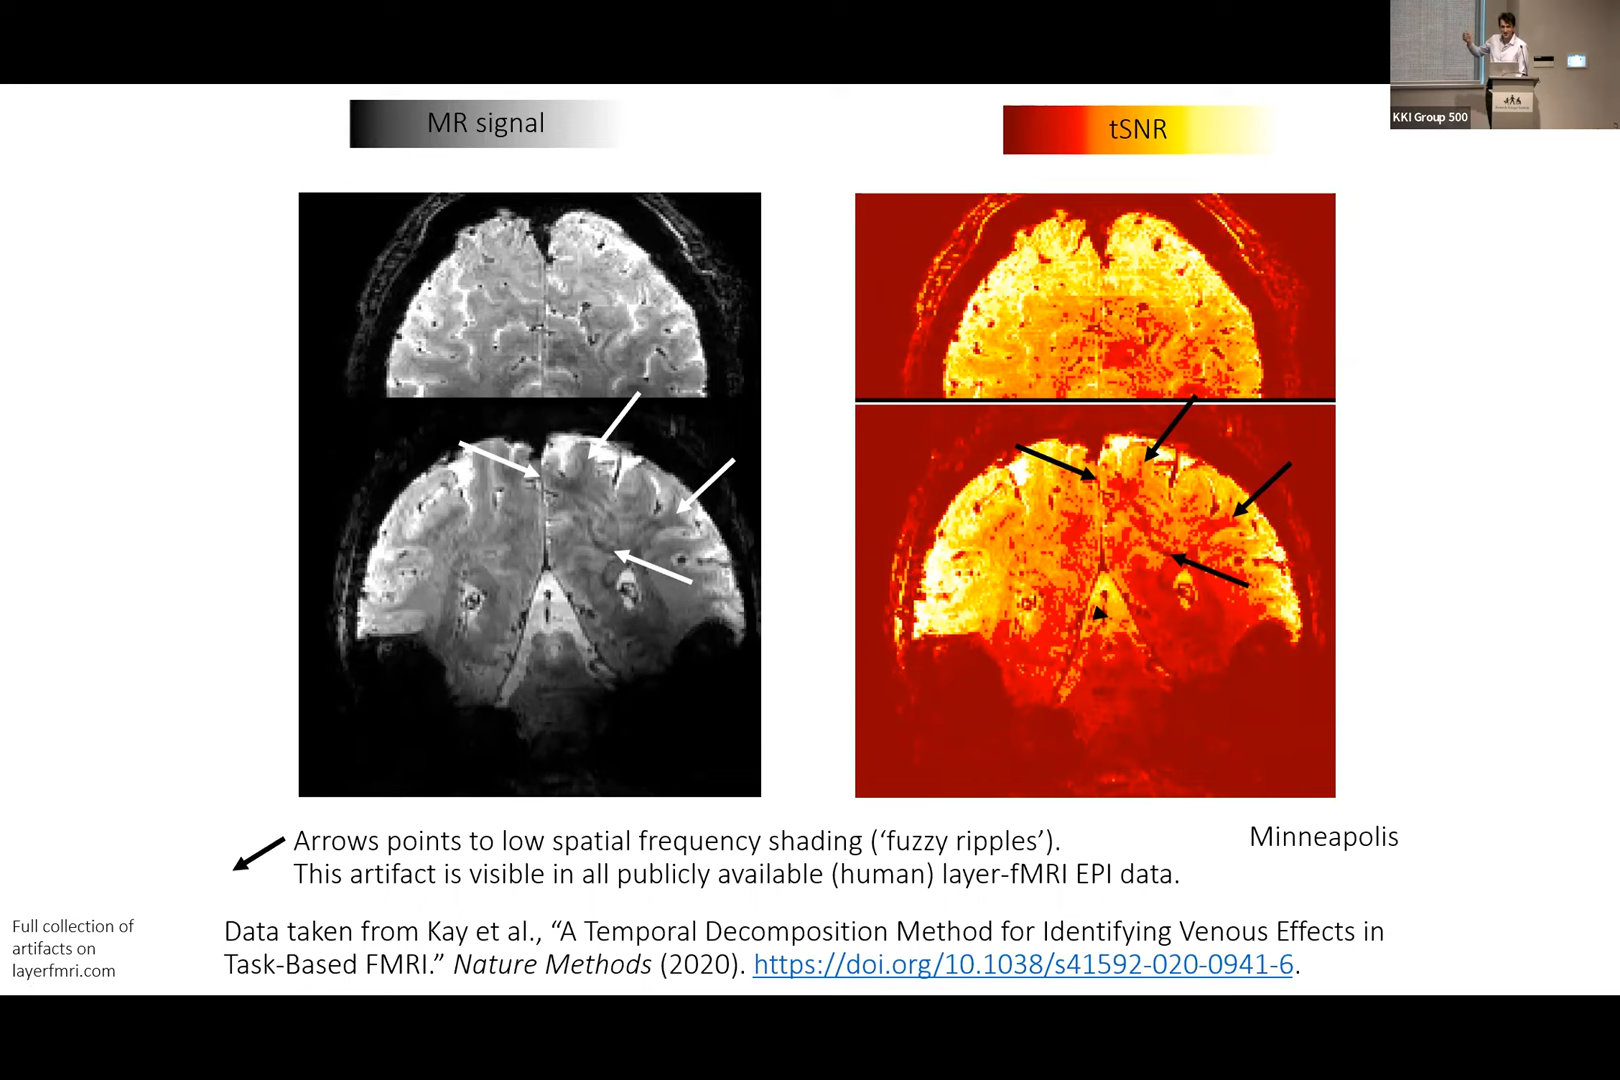 MR signal
tSNR
KKI Group 500
Arrows points to low spatial frequency shading (‘fuzzy ripples’).
This artifact is visible in all publicly available (human) layer-fMRI EPI data.
Minneapolis
Full collection of
artifacts on
layerfmri.com
Data taken from Kay et al., “A Temporal Decomposition Method for Identifying Venous Effects in
Task-Based FMRI.” Nature Methods (2020). https://doi.org/10.1038/s41592-020-0941-6.